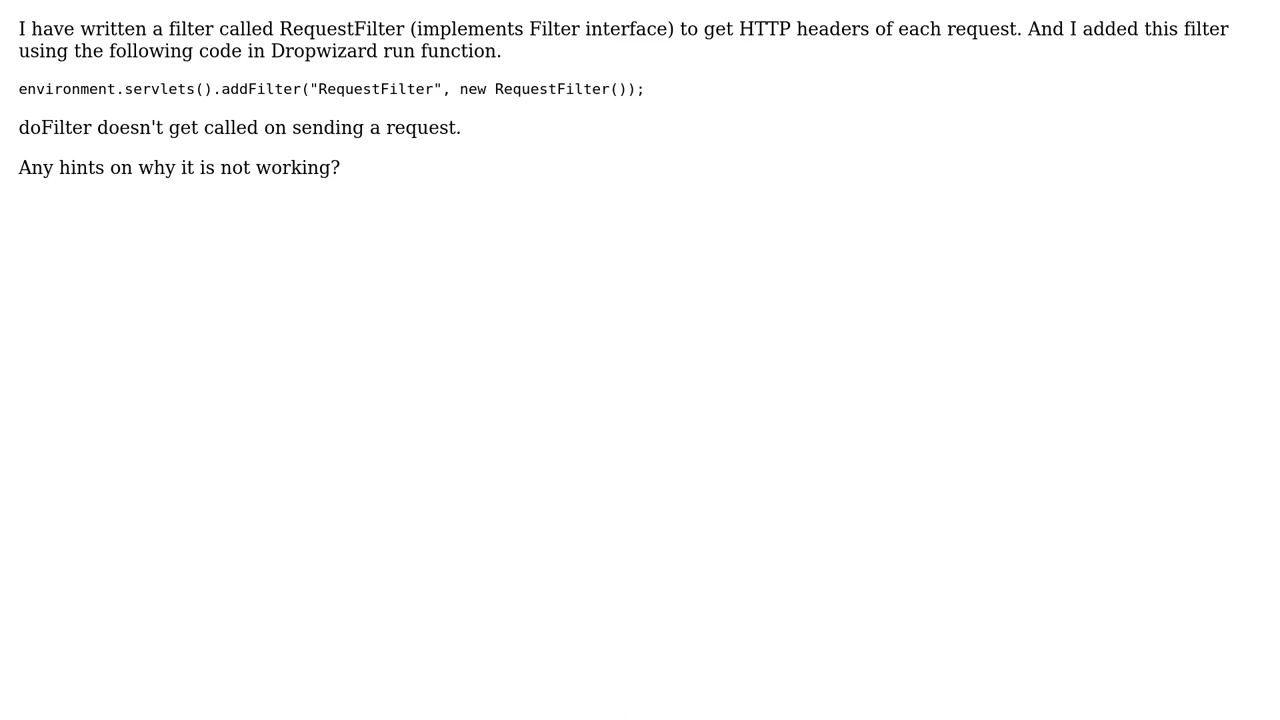 I have written a filter called RequestFilter (implements Filter interface) to get HTTP headers of each request. And I added this filter
using the following code in Dropwizard run function.
environment.servlets().addFilter("RequestFilter", new RequestFilter());
doFilter doesn't get called on sending a request.
Any hints on why it is not working?